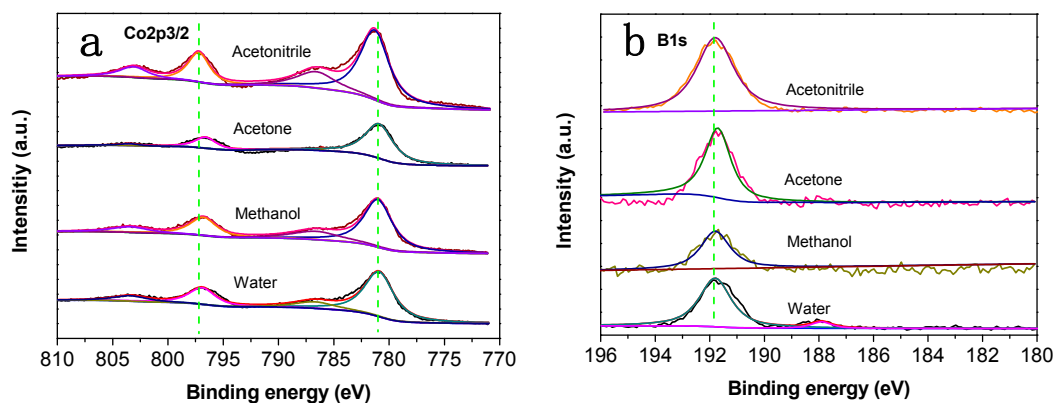 a
Co2p3/2
Acetonitrile
Acetone
Methanol
Water
Intensitiy (a.u.)
810 805 800 795 790 785 780 775 770
Binding energy (eV)
b
B1s
Acetonitrile
Acetone
Methanol
Water
Intensity (a.u.)
196 194 192 190 188 186 184 182 180
Binding energy (eV)